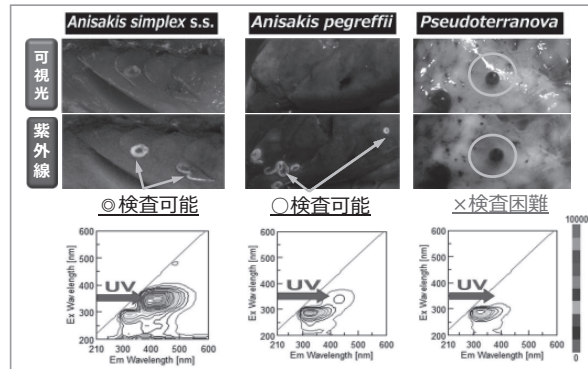 Anisakis simplex s.s.
Anisakis pegreffii
Pseudoterranova
可視光
紫外線
◎検査可能
○検査可能
×検査困難
600
500
400
300
200
Ex Wavelength [nm]
UV
210 300 400 500 600
Em Wavelength [nm]
600
500
400
300
200
Ex Wavelength [nm]
UV
210 300 400 500 600
Em Wavelength [nm]
600
500
400
300
200
Ex Wavelength [nm]
UV
210 300 400 500 600
Em Wavelength [nm]
10000
0